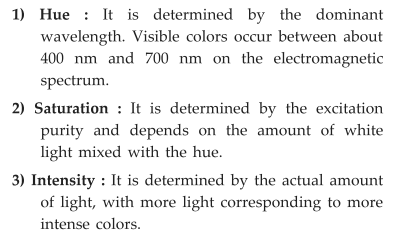 1) Hue : It is determined by the dominant
wavelength. Visible colors occur between about
400 nm and 700 nm on the electromagnetic
spectrum.
2) Saturation : It is determined by the excitation
purity and depends on the amount of white
light mixed with the hue.
3) Intensity : It is determined by the actual amount
of light, with more light corresponding to more
intense colors.